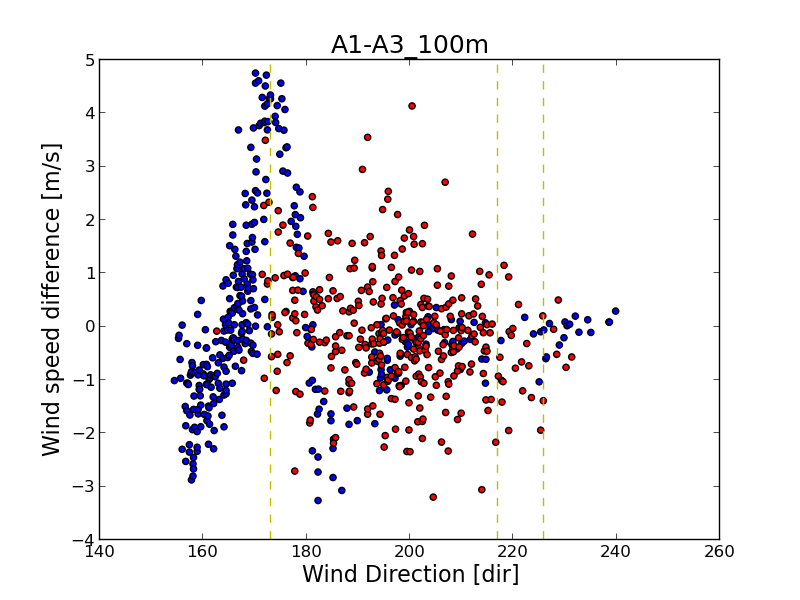 A1-A3_100m
5
4
3
2
1
0
−1
−2
−3
−4
Wind speed difference [m/s]
140 160 180 200 220 240 260
Wind Direction [dir]